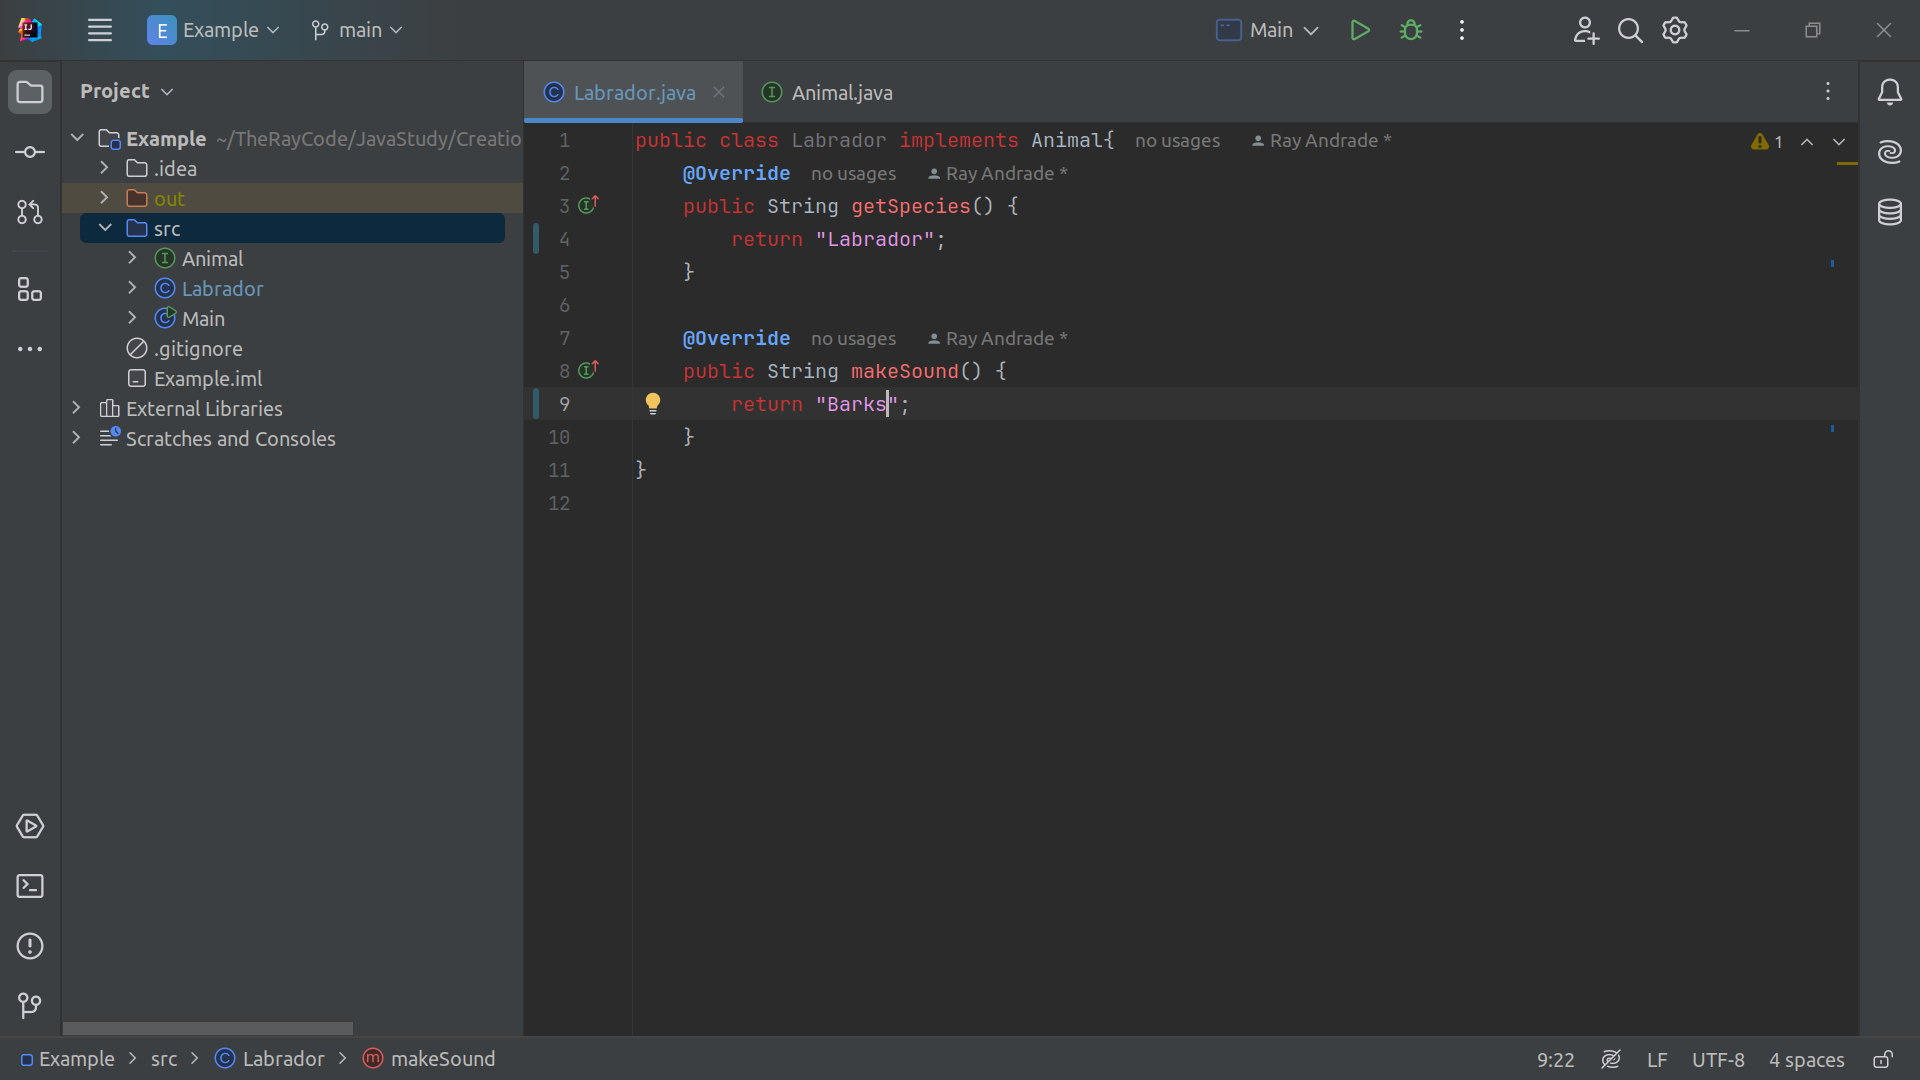 E Example main Main
Project
Labrador.java
Animal.java
Example ~/TheRayCode/JavaStudy/Creatio
.idea
out
src
Animal
Labrador
Main
.gitignore
Example.iml
External Libraries
Scratches and Consoles
1 public class Labrador implements Animal{ no usages Ray Andrade *
2 @Override no usages Ray Andrade *
3 public String getSpecies() {
4 return "Labrador";
5 }
6
7 @Override no usages Ray Andrade *
8 public String makeSound() {
9 return "Barks";
10 }
11 }
12
1
Example > src > Labrador > makeSound
9:22 LF UTF-8 4 spaces